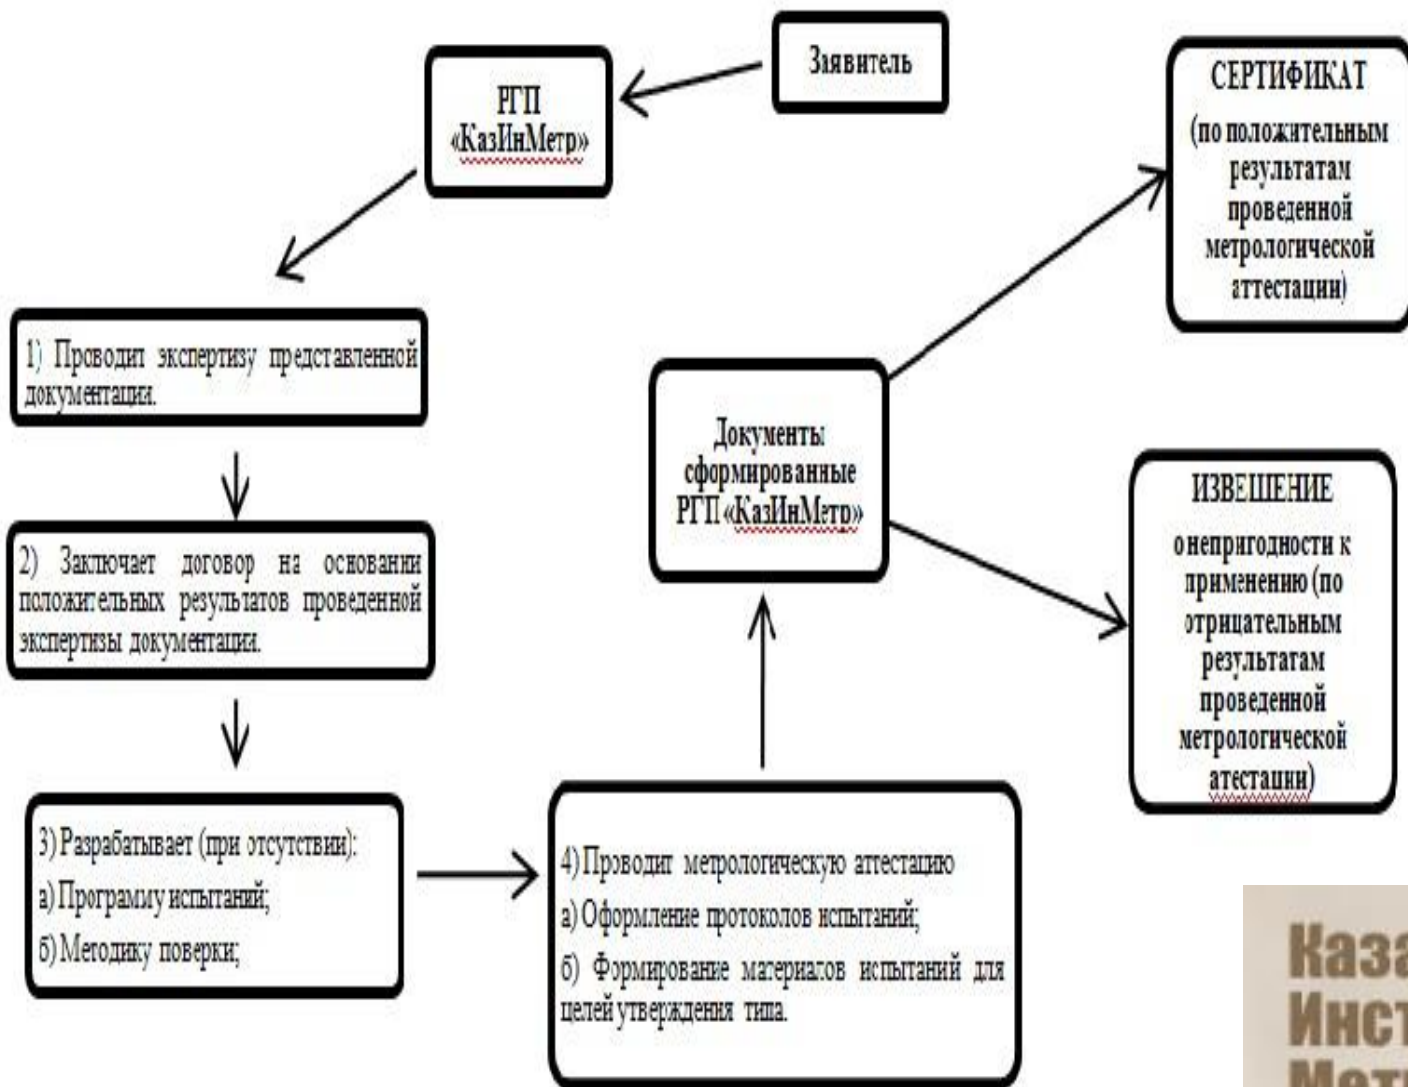 Заявитель
РГП
«КазИнМетр»
1) Проводит экспертизу представленной
документации.
2) Заключает договор на основании
положительных результатов проведенной
экспертизы документации.
3) Разрабатывает (при отсутствии):
а) Программу испытаний;
б) Методику поверки;
4) Проводит метрологическую аттестацию
а) Оформление протоколов испытаний;
б) Формирование материалов испытаний для
целей утверждения типа.
Документы
сформированные
РГП «КазИнМетр»
СЕРТИФИКАТ
(по положительным
результатам
проведенной
метрологической
аттестации)
ИЗВЕШЕНИЕ
о непригодности к
применению (по
отрицательным
результатам
проведенной
метрологической
атестации)